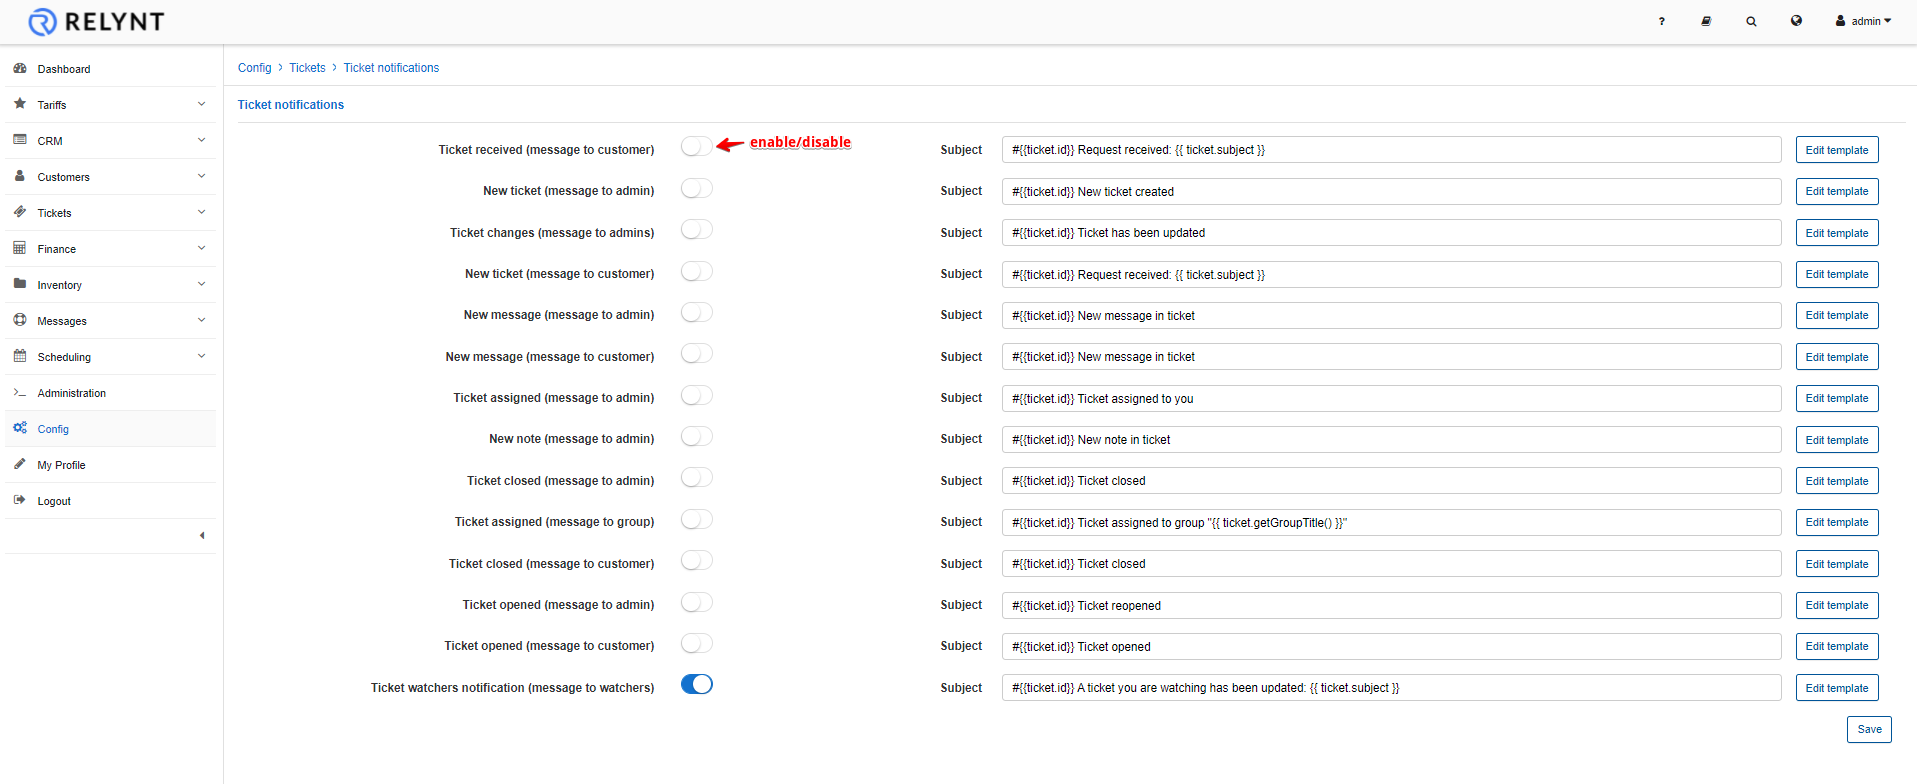 RELYNT
? admin
Dashboard
Tariffs
CRM
Customers
Tickets
Finance
Inventory
Messages
Scheduling
Administration
Config
My Profile
Logout
Config > Tickets > Ticket notifications
Ticket notifications
Ticket received (message to customer) enable/disable Subject #{{ticket.id}} Request received: {{ ticket.subject }} Edit template
New ticket (message to admin) Subject #{{ticket.id}} New ticket created Edit template
Ticket changes (message to admins) Subject #{{ticket.id}} Ticket has been updated Edit template
New ticket (message to customer) Subject #{{ticket.id}} Request received: {{ ticket.subject }} Edit template
New message (message to admin) Subject #{{ticket.id}} New message in ticket Edit template
New message (message to customer) Subject #{{ticket.id}} New message in ticket Edit template
Ticket assigned (message to admin) Subject #{{ticket.id}} Ticket assigned to you Edit template
New note (message to admin) Subject #{{ticket.id}} New note in ticket Edit template
Ticket closed (message to admin) Subject #{{ticket.id}} Ticket closed Edit template
Ticket assigned (message to group) Subject #{{ticket.id}} Ticket assigned to group "{{ ticket.getGroupTitle() }}" Edit template
Ticket closed (message to customer) Subject #{{ticket.id}} Ticket closed Edit template
Ticket opened (message to admin) Subject #{{ticket.id}} Ticket reopened Edit template
Ticket opened (message to customer) Subject #{{ticket.id}} Ticket opened Edit template
Ticket watchers notification (message to watchers) Subject #{{ticket.id}} A ticket you are watching has been updated: {{ ticket.subject }} Edit template
Save